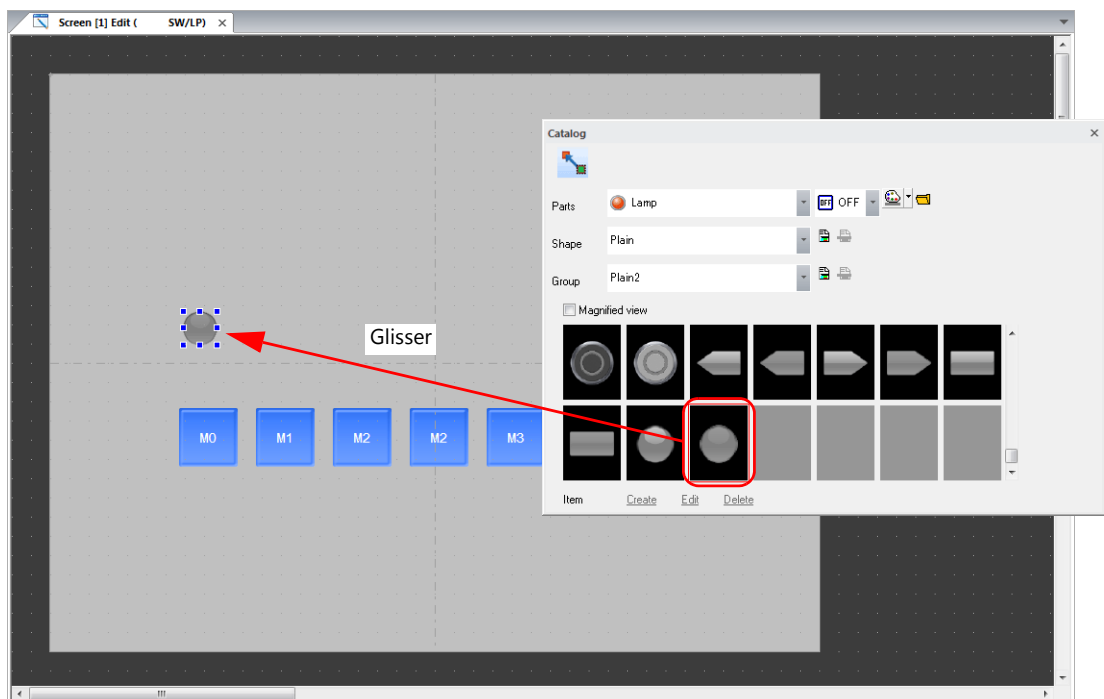 Screen [1] Edit ( SW/LP)
Catalog
Parts Lamp OFF OFF
Shape Plain
Group Plain2
Magnified view
Glisser
M0 M1 M2 M2 M3
Item Create Edit Delete